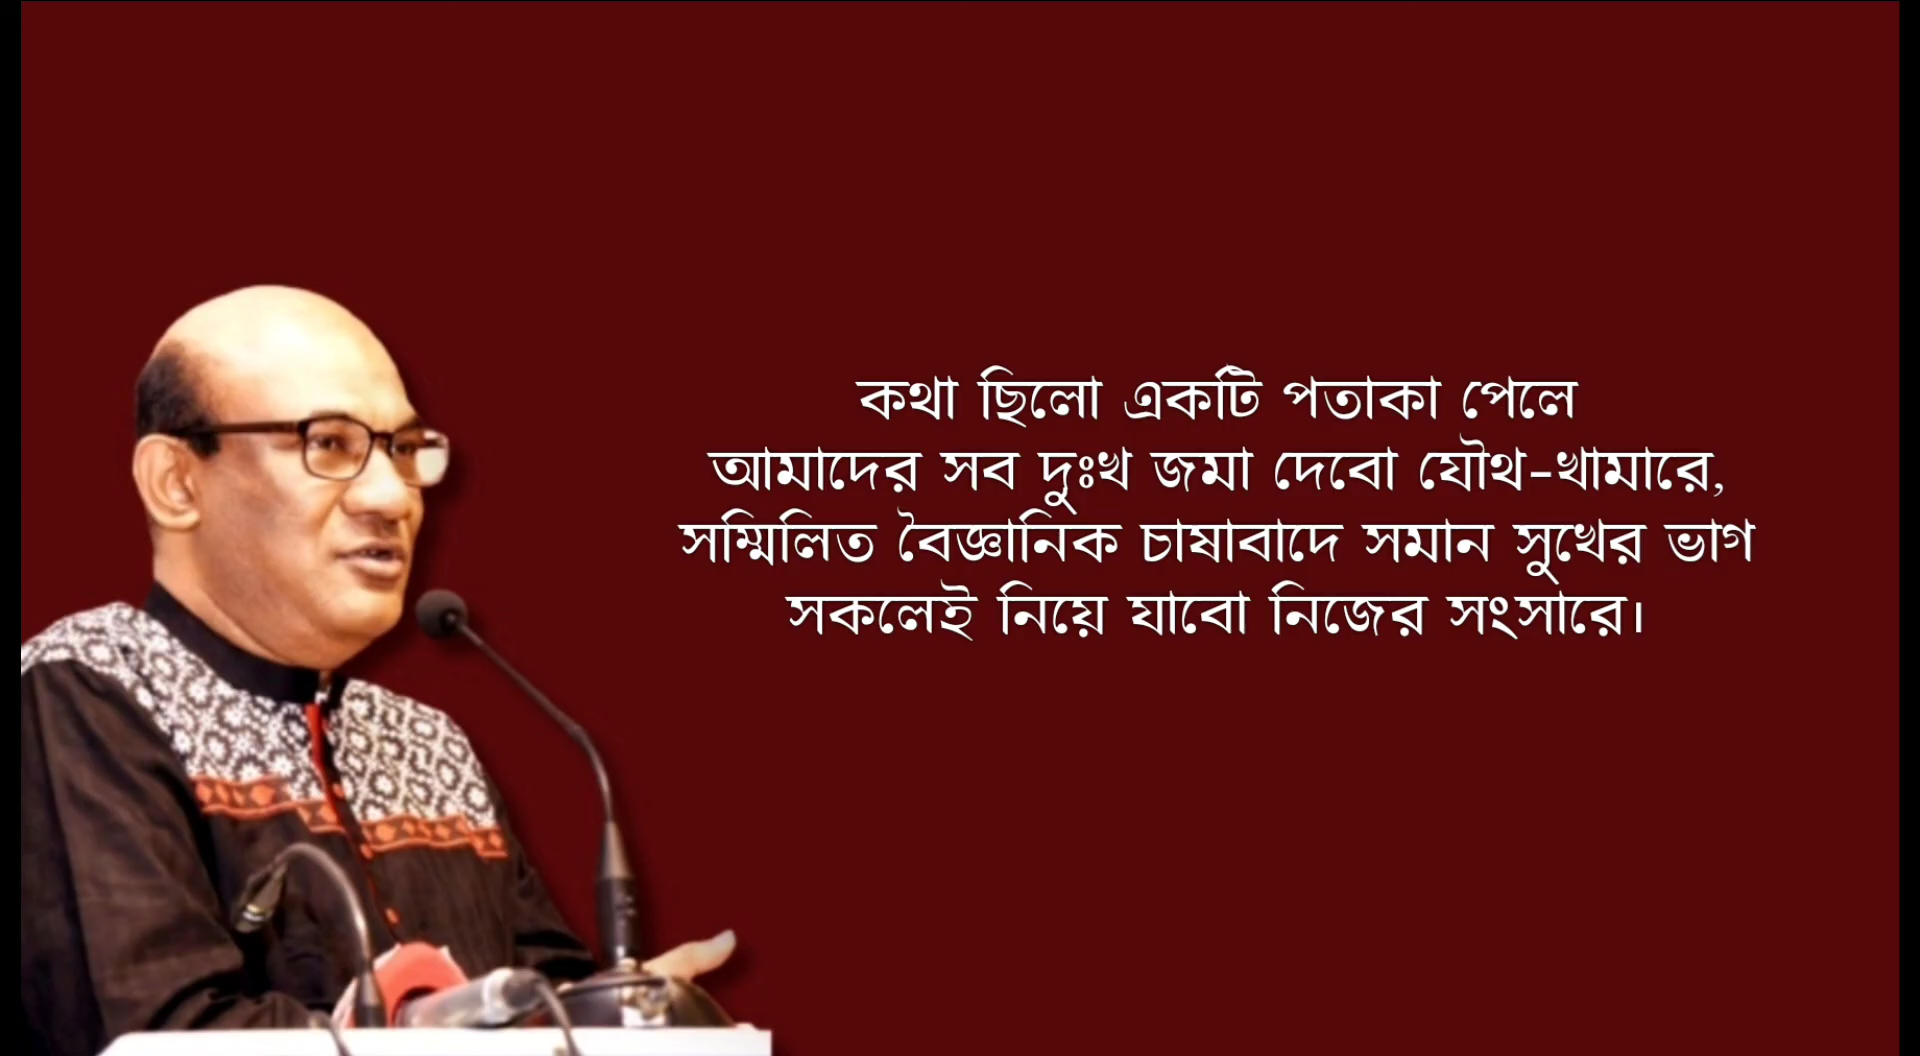 কথা ছিলো একটি পতাকা পেলে
আমাদের সব দুঃখ জমা দেবো যৌথ-খামারে,
সম্মিলিত বৈজ্ঞানিক চাষাবাদে সমান সুখের ভাগ
সকলেই নিয়ে যাবো নিজের সংসারে।